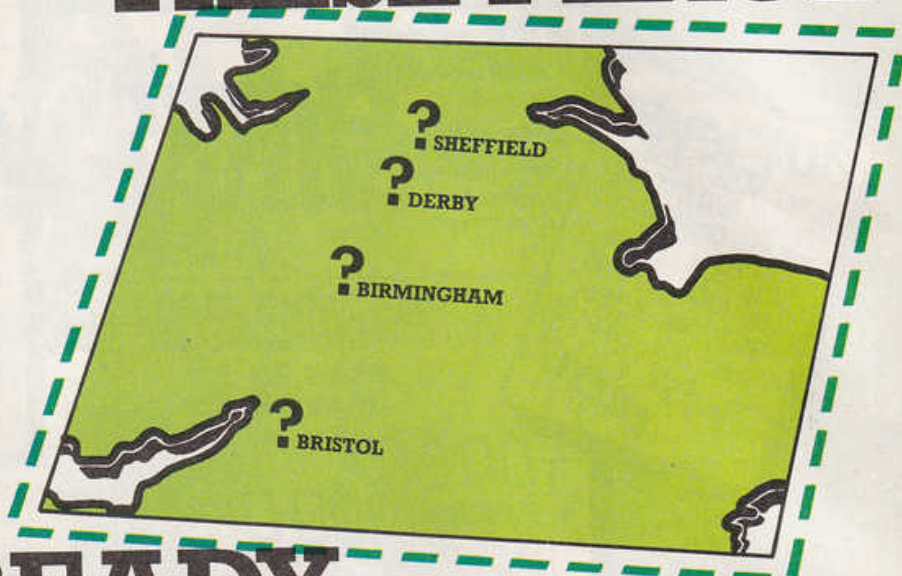 ?
SHEFFIELD
?
DERBY
?
BIRMINGHAM
?
BRISTOL